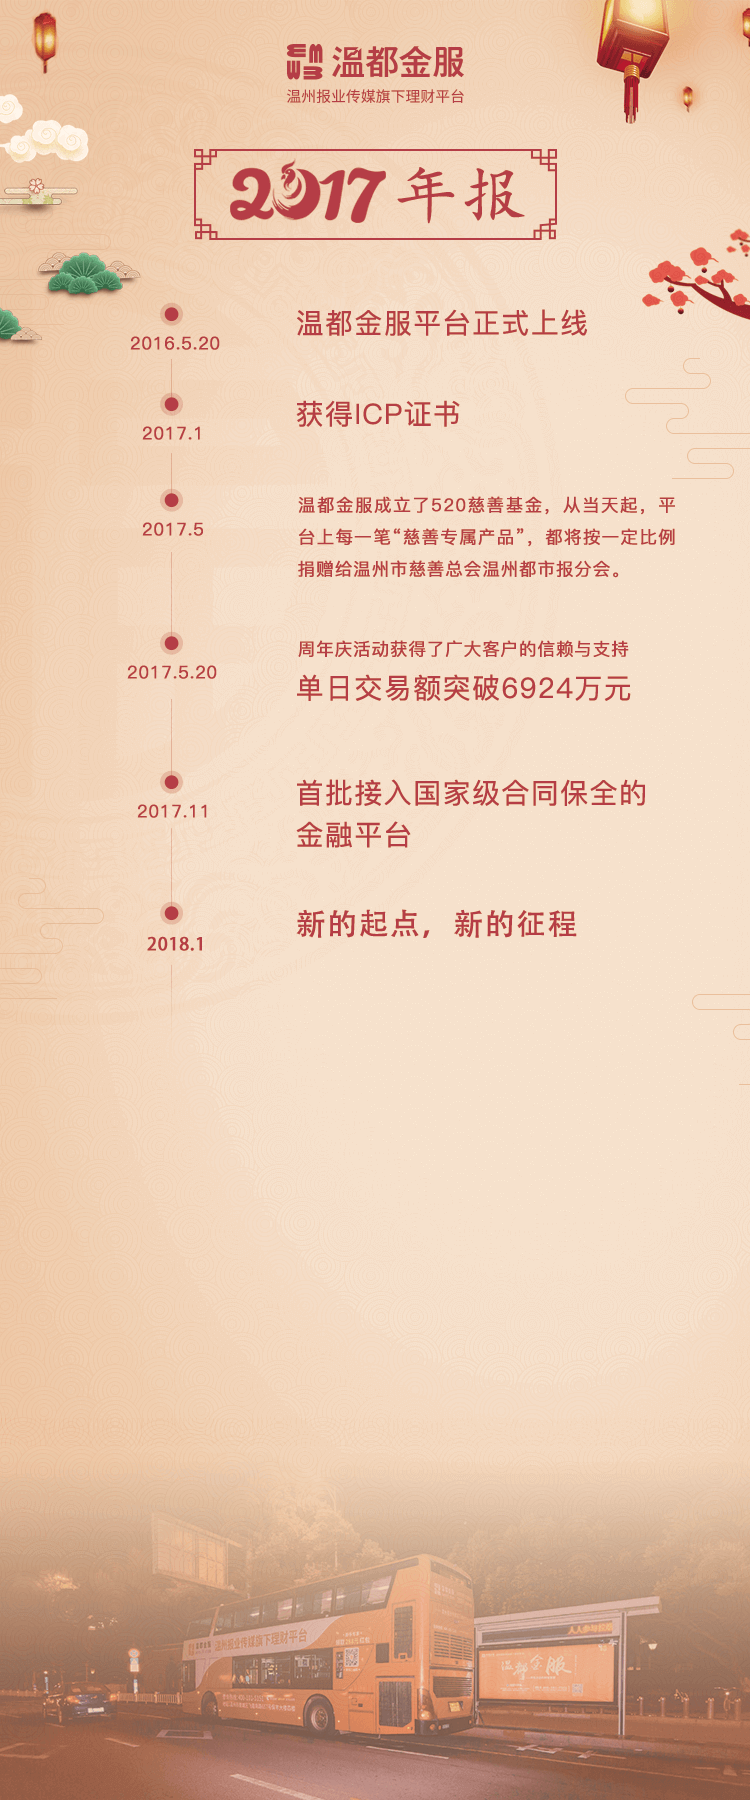 温都金服
温州报业传媒旗下理财平台
2017年报
2016.5.20
温都金服平台正式上线
2017.1
获得ICP证书
2017.5
温都金服成立了520慈善基金，从当天起，平
台上每一笔“慈善专属产品”，都将按一定比例
捐赠给温州市慈善总会温州都市报分会。
2017.5.20
周年庆活动获得了广大客户的信赖与支持
单日交易额突破6924万元
2017.11
首批接入国家级合同保全的
金融平台
2018.1
新的起点，新的征程
温州报业传媒旗下理财平台
温都金服